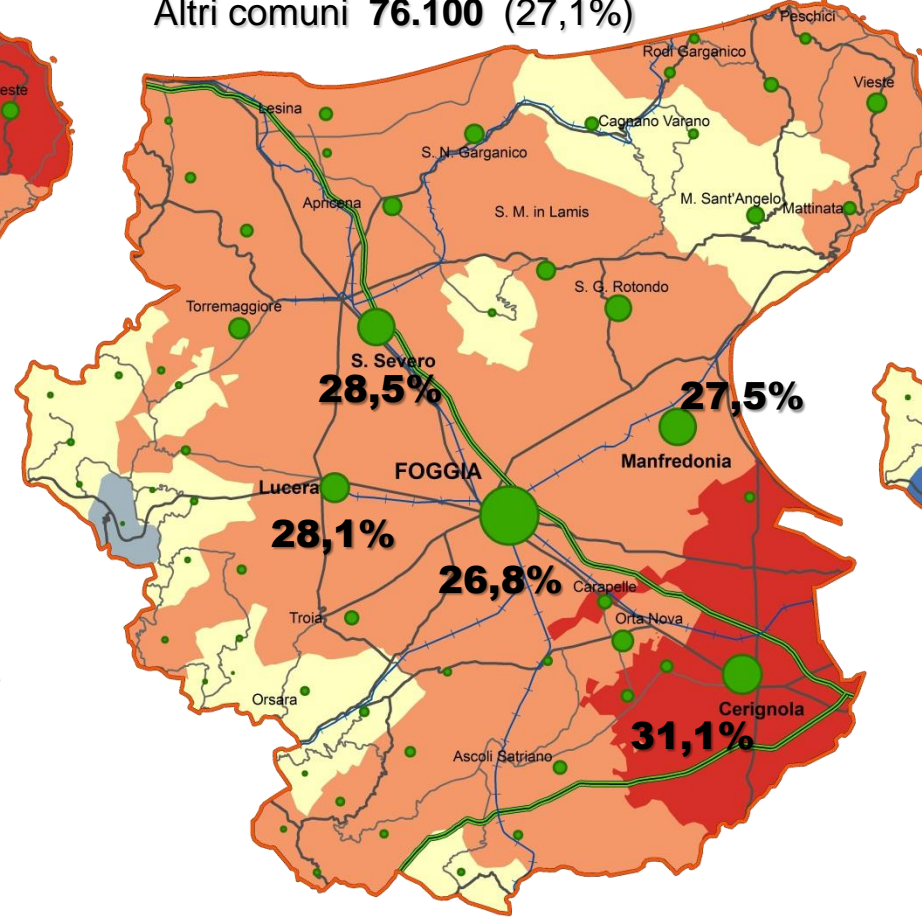 Altri comuni 76.100 (27,1%)
Peschici
Rodi Garganico
Vieste
este
Lesina
Cagnano Varano
S. N. Garganico
M. Sant'Angelo
Mattinata
Apricena
S. M. in Lamis
S. G. Rotondo
Torremaggiore
S. Severo
28,5%
27,5%
Manfredonia
FOGGIA
Lucera
28,1%
26,8%
Carapelle
Troia
Orta Nova
Orsara
Cerignola
31,1%
Ascoli Satriano